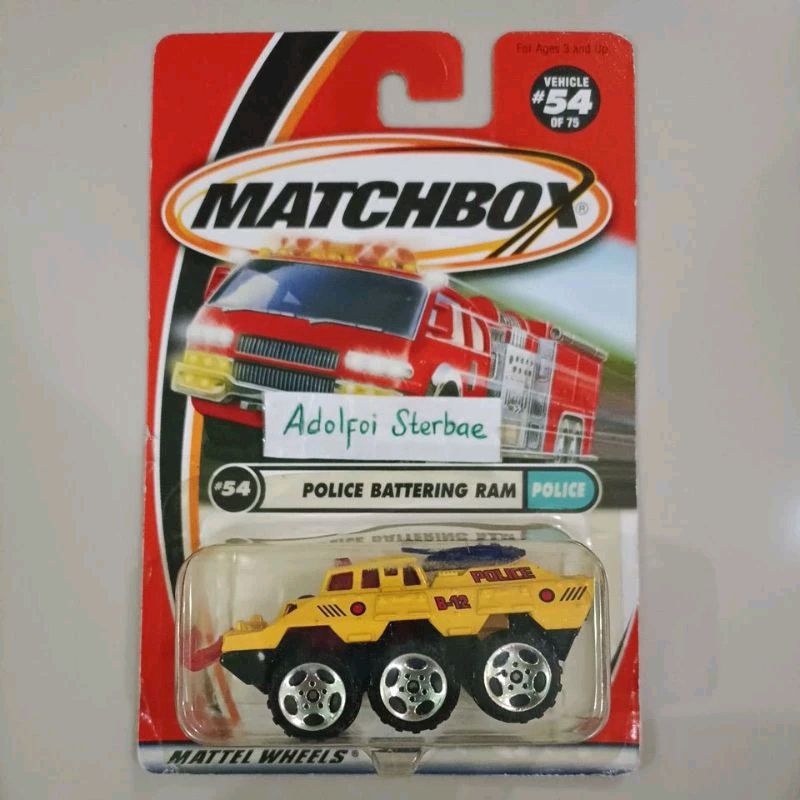 For Ages 3 and Up
VEHICLE
#54
OF 75
MATCHBOX®
Adolfoi Sterbae
#54
POLICE BATTERING RAM
POLICE
POLICE
B-12
MATTEL WHEELS®